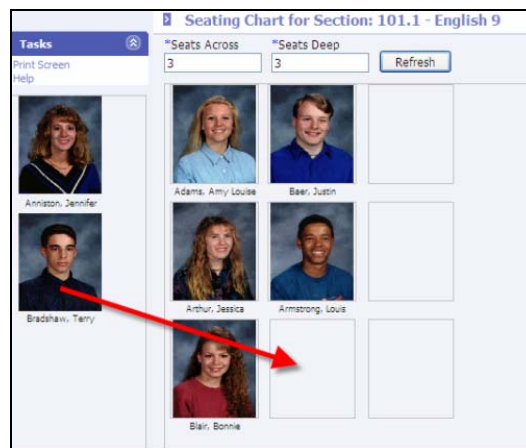 Seating Chart for Section: 101.1 - English 9
Tasks
Print Screen
Help
*Seats Across
*Seats Deep
3
3
Refresh
Anniston, Jennifer
Bradshaw, Terry
Adams, Amy Louise
Baer, Justin
Arthur, Jessica
Armstrong, Louis
Blair, Bonnie